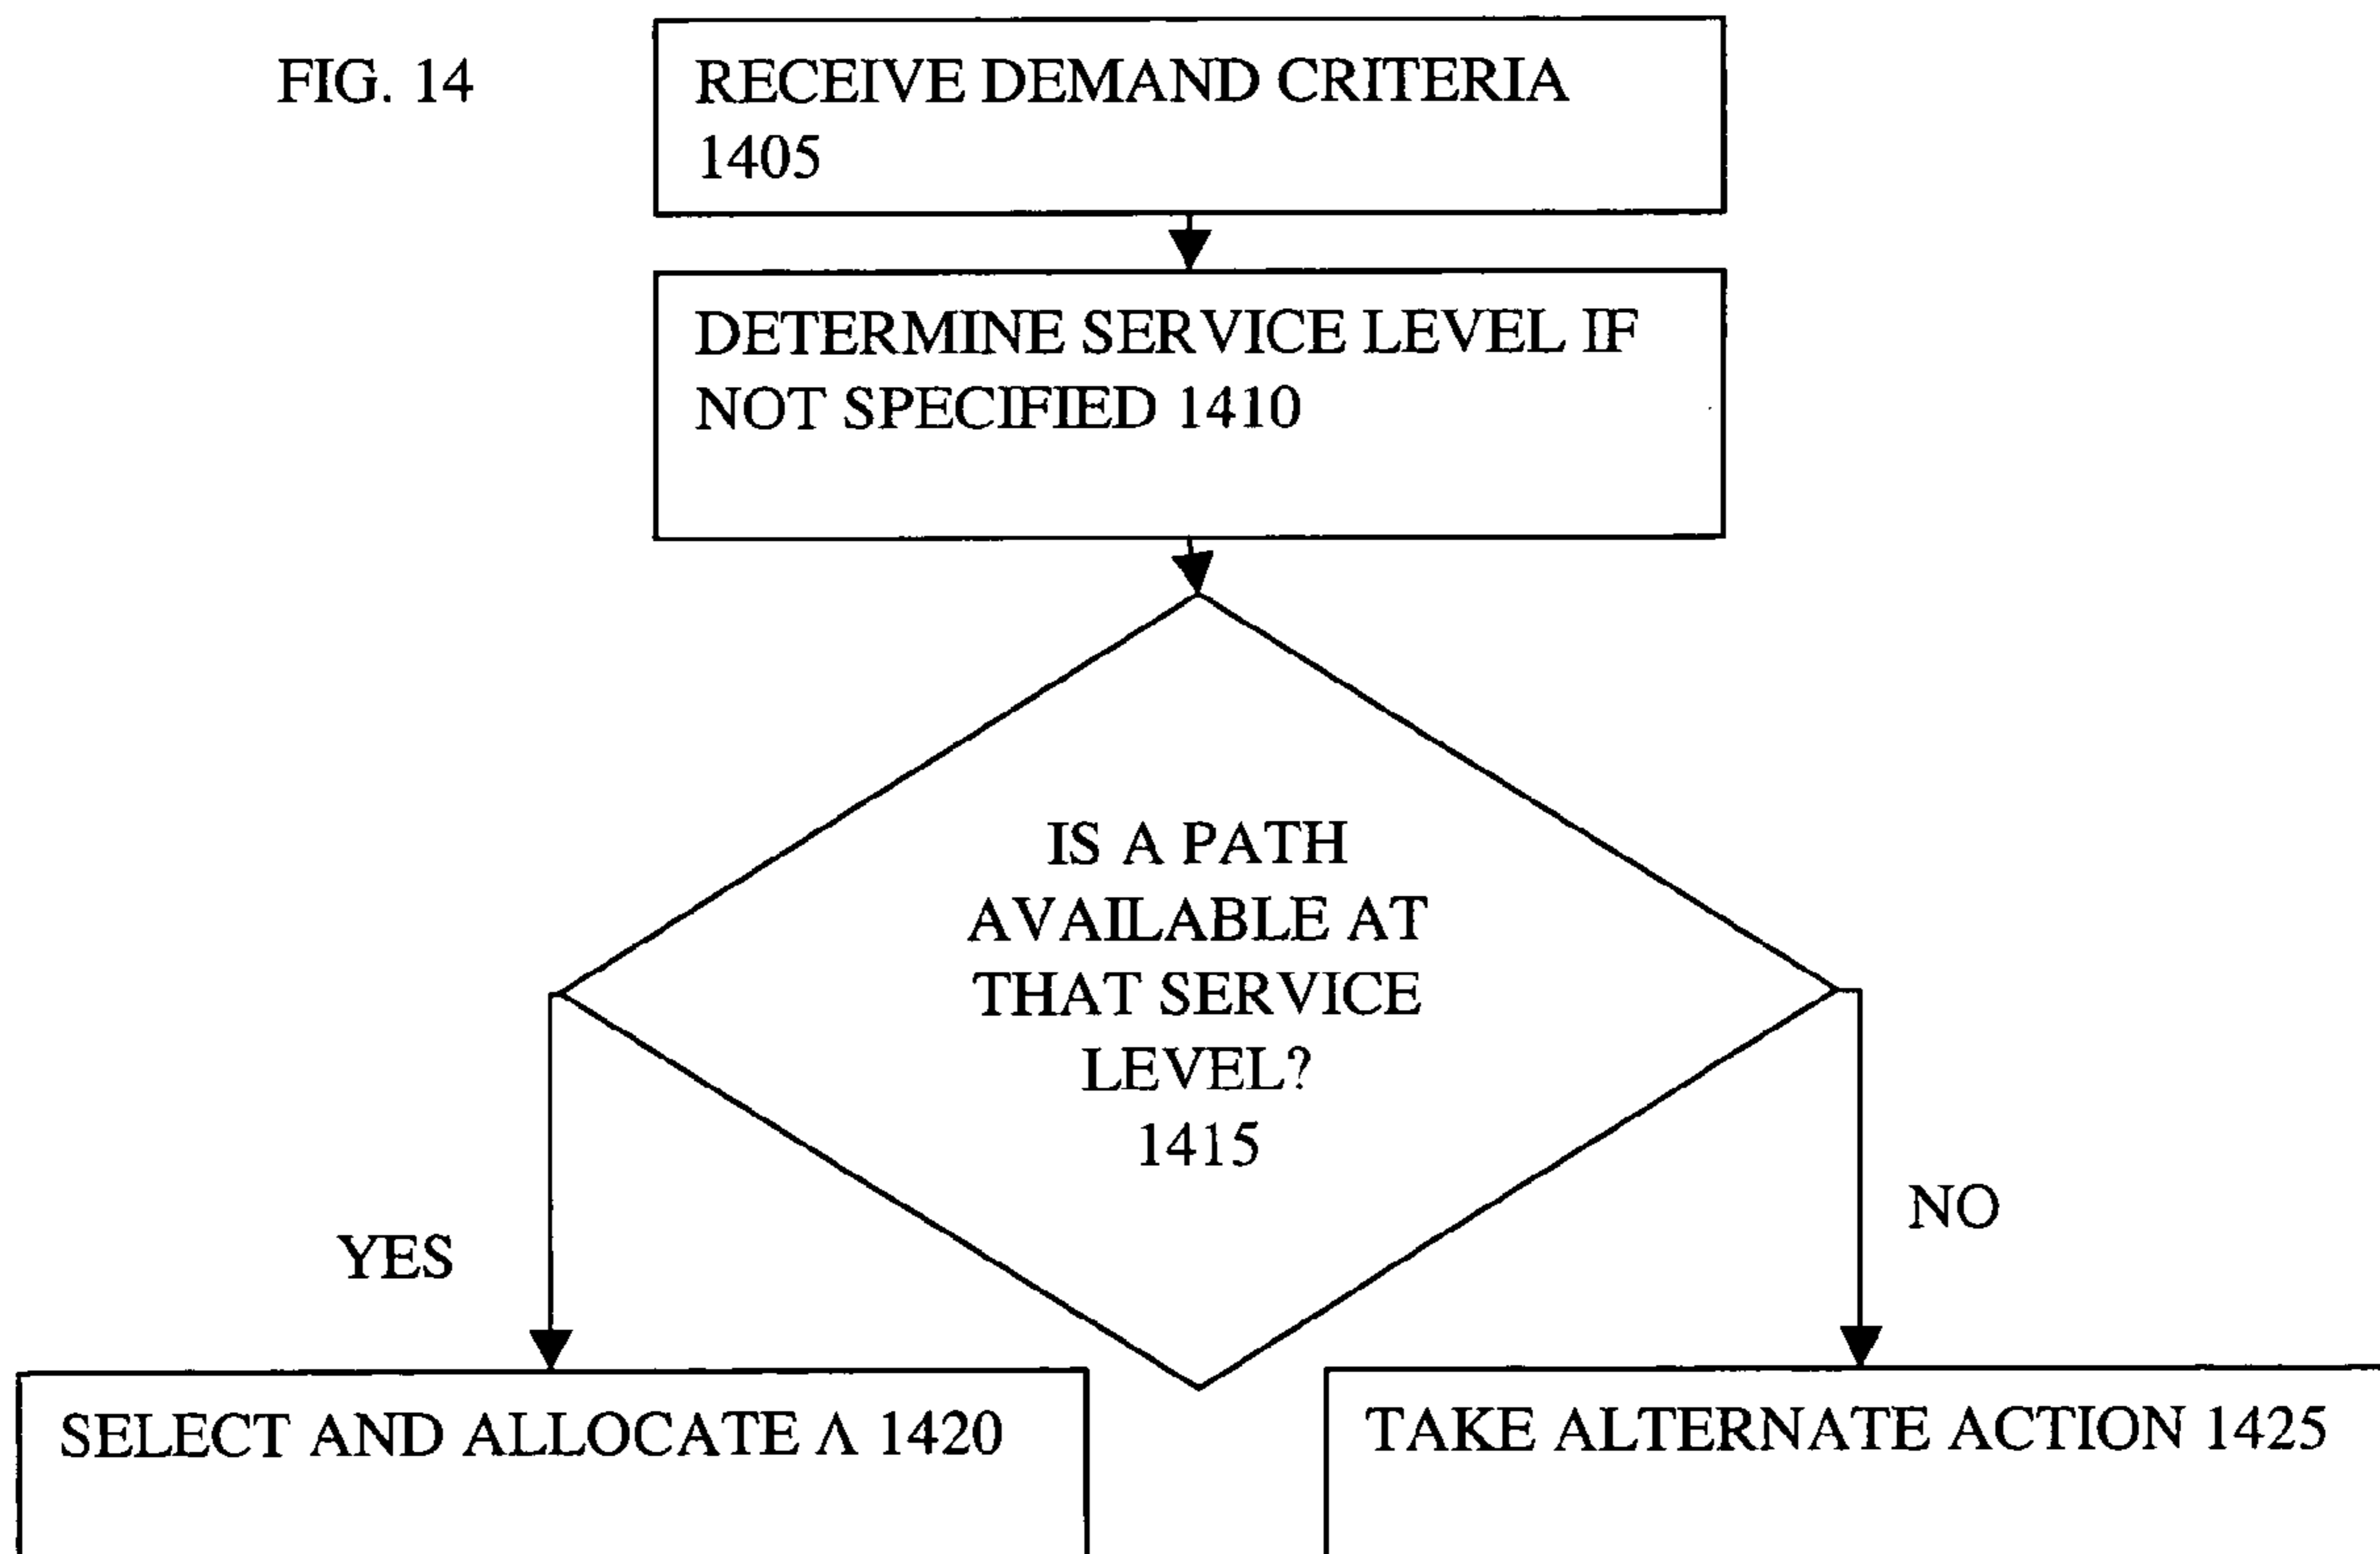 FIG. 14
RECEIVE DEMAND CRITERIA
1405
DETERMINE SERVICE LEVEL IF
NOT SPECIFIED 1410
IS A PATH
AVAILABLE AT
THAT SERVICE
LEVEL?
1415
YES
NO
SELECT AND ALLOCATE Λ 1420
TAKE ALTERNATE ACTION 1425